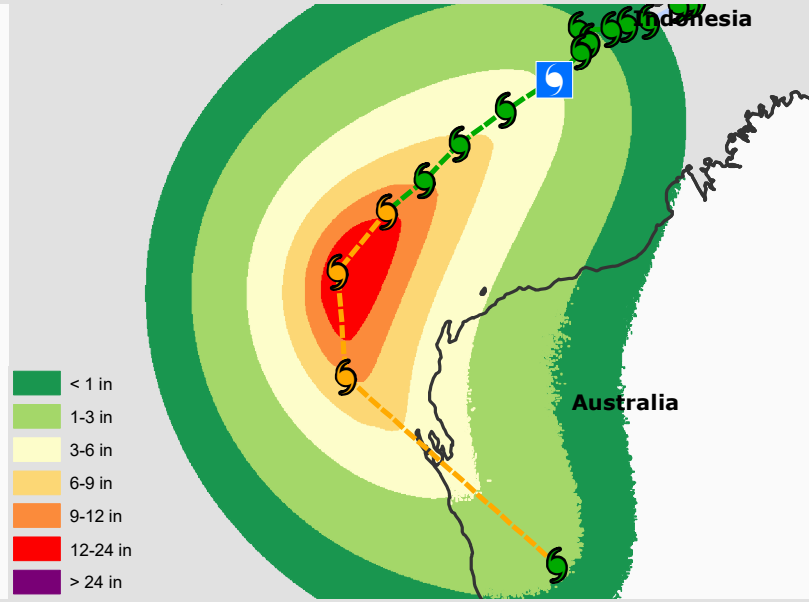 Indonesia
Australia
< 1 in
1-3 in
3-6 in
6-9 in
9-12 in
12-24 in
> 24 in